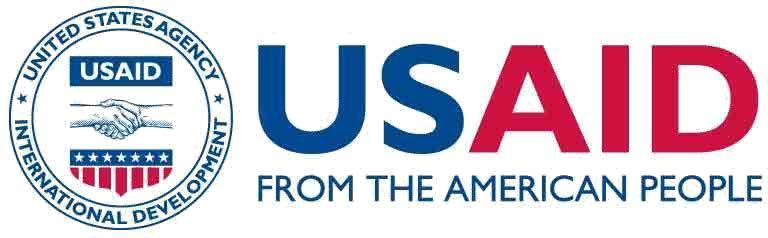 UNITED STATES AGENCY
USAID
INTERNATIONAL DEVELOPMENT
USAID
FROM THE AMERICAN PEOPLE